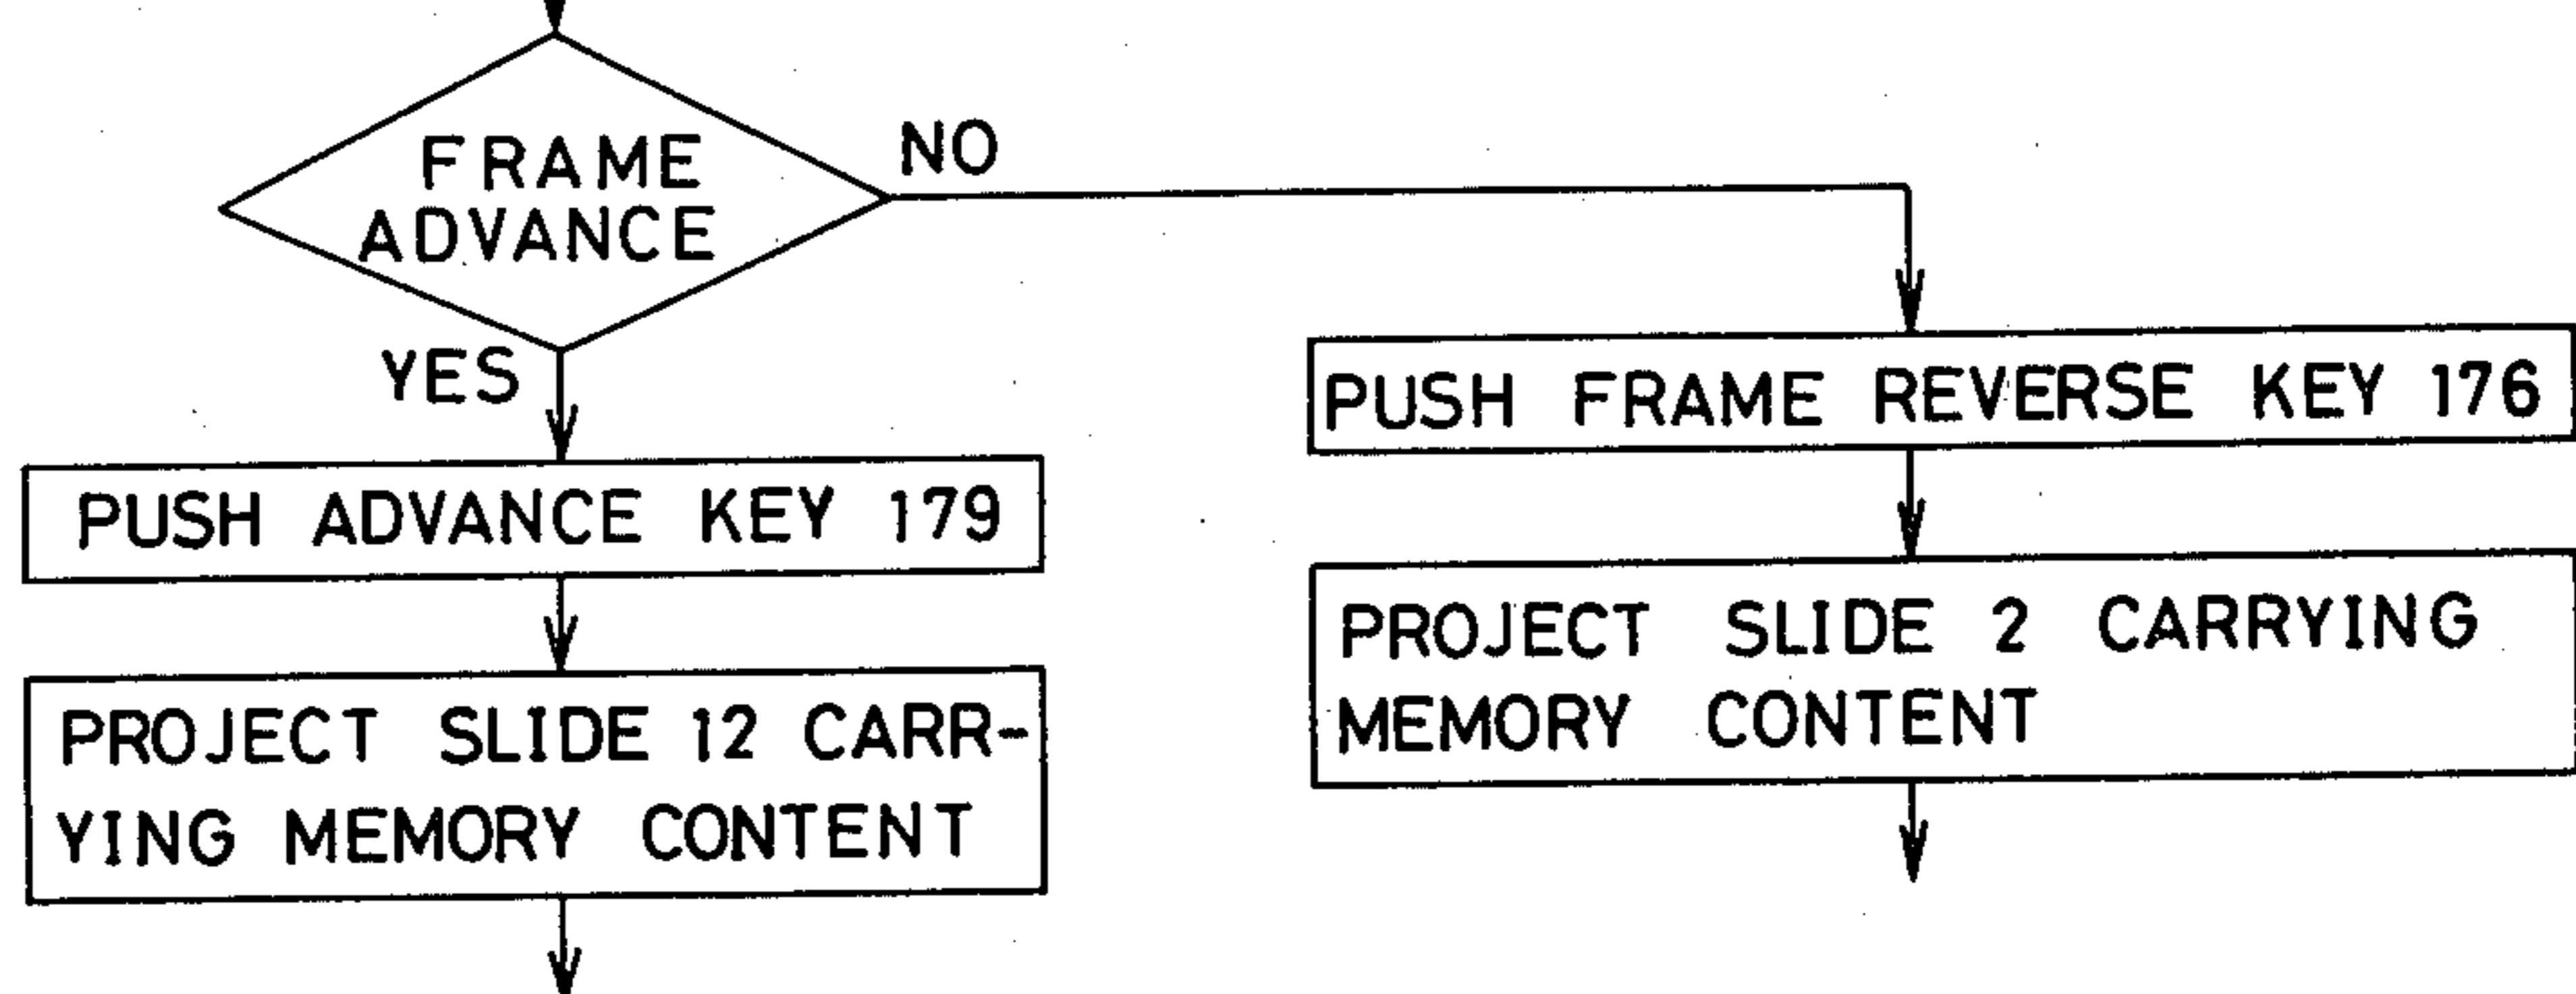 FRAME
ADVANCE
NO
YES
PUSH ADVANCE KEY 179
PROJECT SLIDE 12 CARR-
YING MEMORY CONTENT
PUSH FRAME REVERSE KEY 176
PROJECT SLIDE 2 CARRYING
MEMORY CONTENT